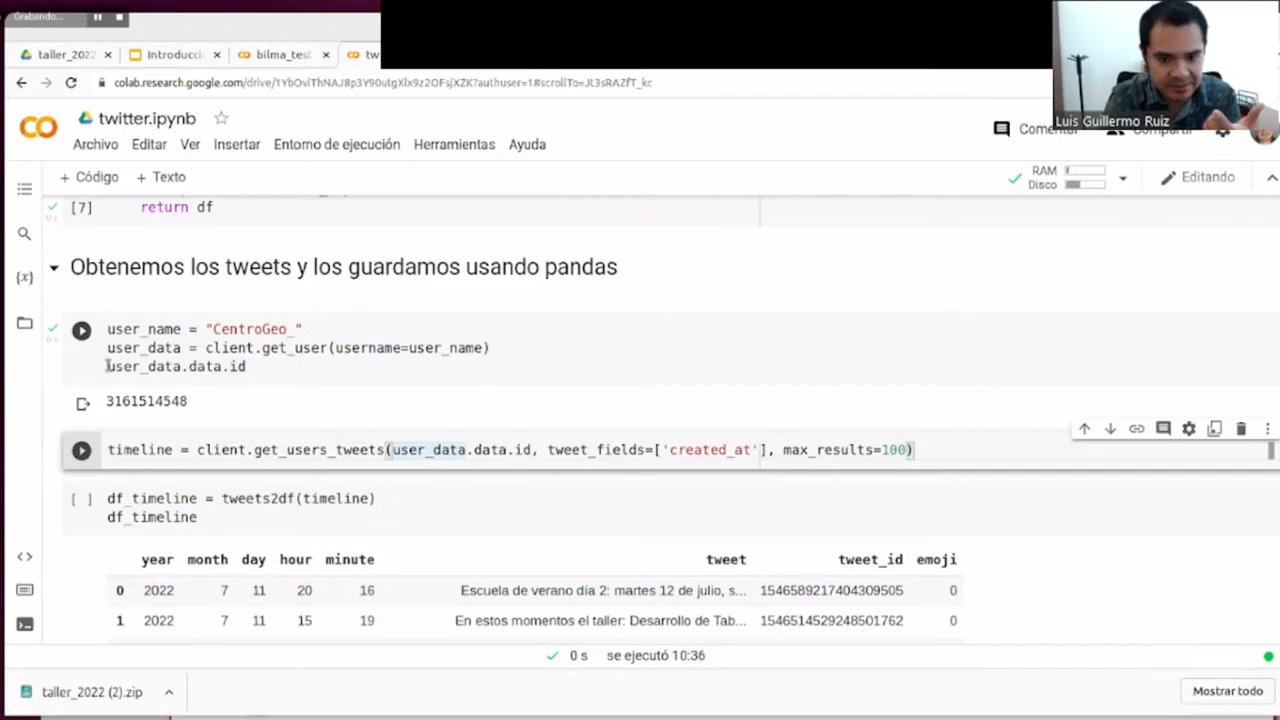 Grabando...
taller_202
Introducci
bilma_test
tw
colab.research.google.com/drive/1YbOviThNAJ8p3Y90utgXlx9z2OFsjXZK?authuser=1#scrollTo=Jt3sRAZfT_kc
Luis Guillermo Ruiz
twitter.ipynb
Comentar
Compartir
Archivo Editar Ver Insertar Entorno de ejecución Herramientas Ayuda
+ Código + Texto
RAM
Disco
Editando
[7] return df
Obtenemos los tweets y los guardamos usando pandas
user_name = "CentroGeo_"
user_data = client.get_user(username=user_name)
user_data.data.id
3161514548
timeline = client.get_users_tweets(user_data.data.id, tweet_fields=['created_at'], max_results=100)
[ ] df_timeline = tweets2df(timeline)
df_timeline
year month day hour minute tweet tweet_id emoji
0 2022 7 11 20 16 Escuela de verano día 2: martes 12 de julio, s... 1546589217404309505 0
1 2022 7 11 15 19 En estos momentos el taller: Desarrollo de Tab... 1546514529248501762 0
0 s se ejecutó 10:36
taller_2022 (2).zip
Mostrar todo